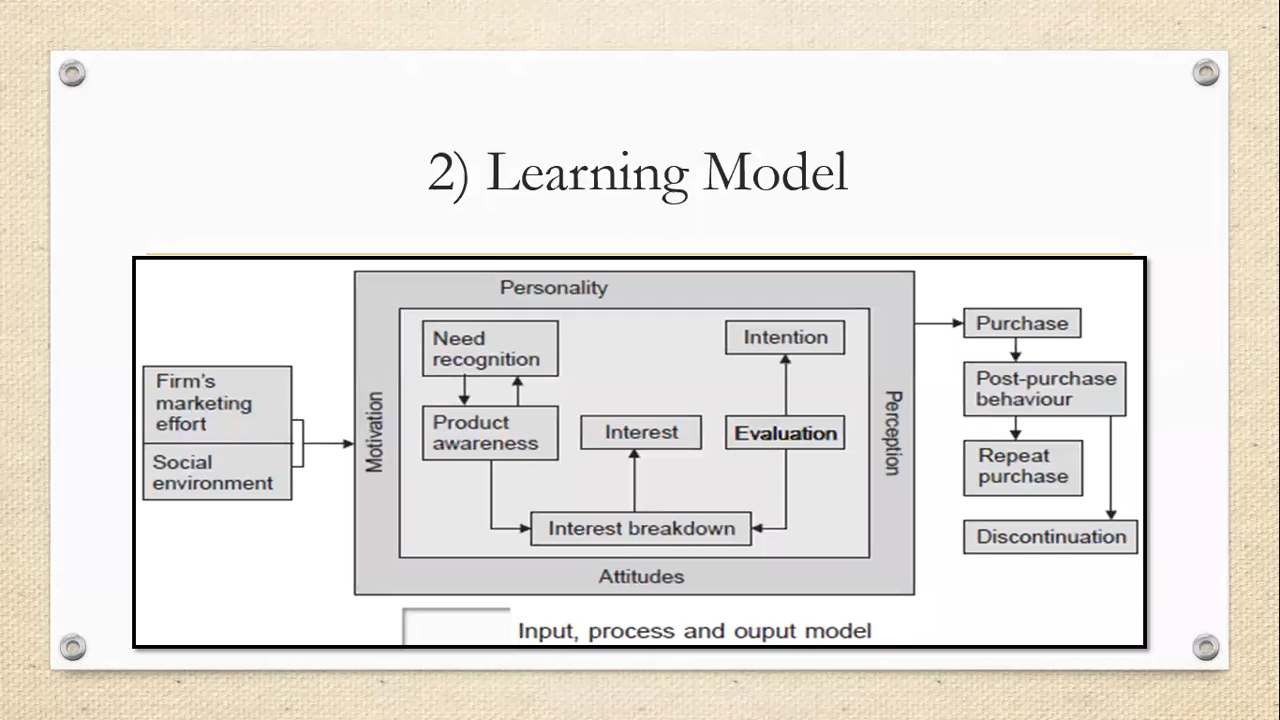 2) Learning Model
Personality
Need
recognition
Intention
Purchase
Firm's
marketing
effort
Social
environment
Motivation
Product
awareness
Interest
Evaluation
Perception
Post-purchase
behaviour
Repeat
purchase
Interest breakdown
Discontinuation
Attitudes
Input, process and ouput model